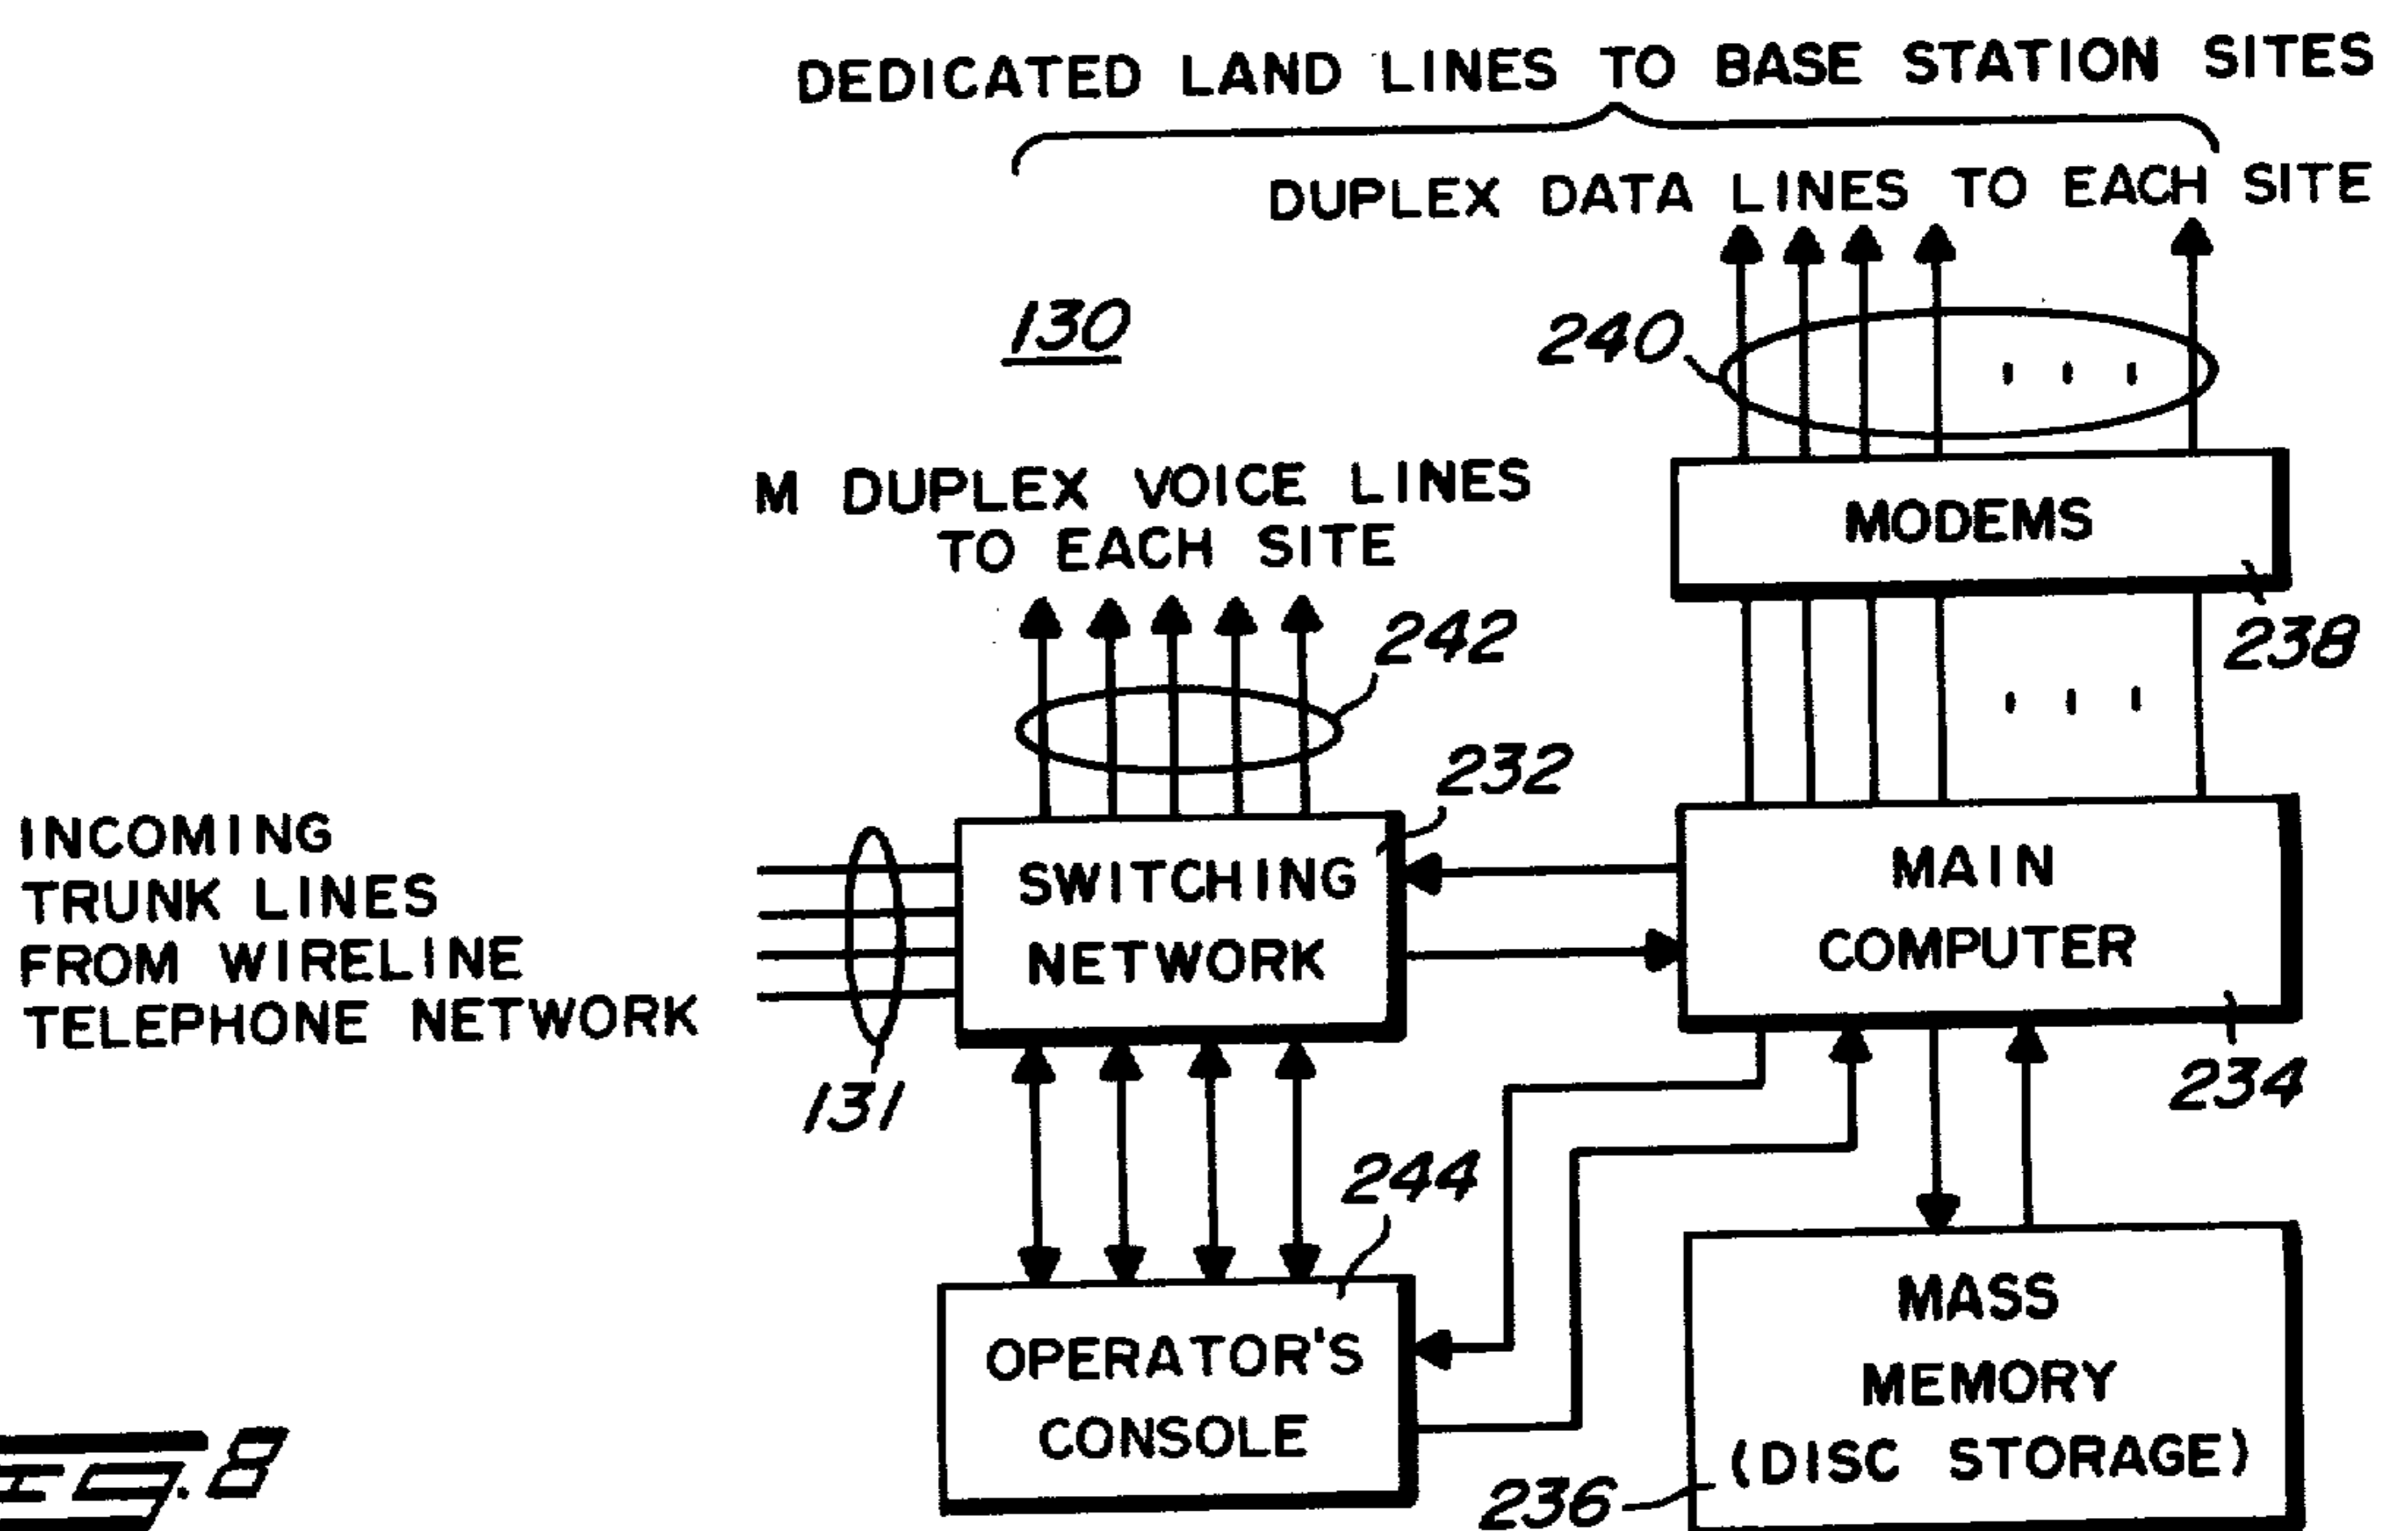 DEDICATED LAND LINES TO BASE STATION SITES
DUPLEX DATA LINES TO EACH SITE
130
240
M DUPLEX VOICE LINES
TO EACH SITE
MODEMS
242
238
232
INCOMING
TRUNK LINES
FROM WIRELINE
TELEPHONE NETWORK
SWITCHING
NETWORK
MAIN
COMPUTER
131
234
244
OPERATOR'S
CONSOLE
MASS
MEMORY
(DISC STORAGE)
236
FIG. 8